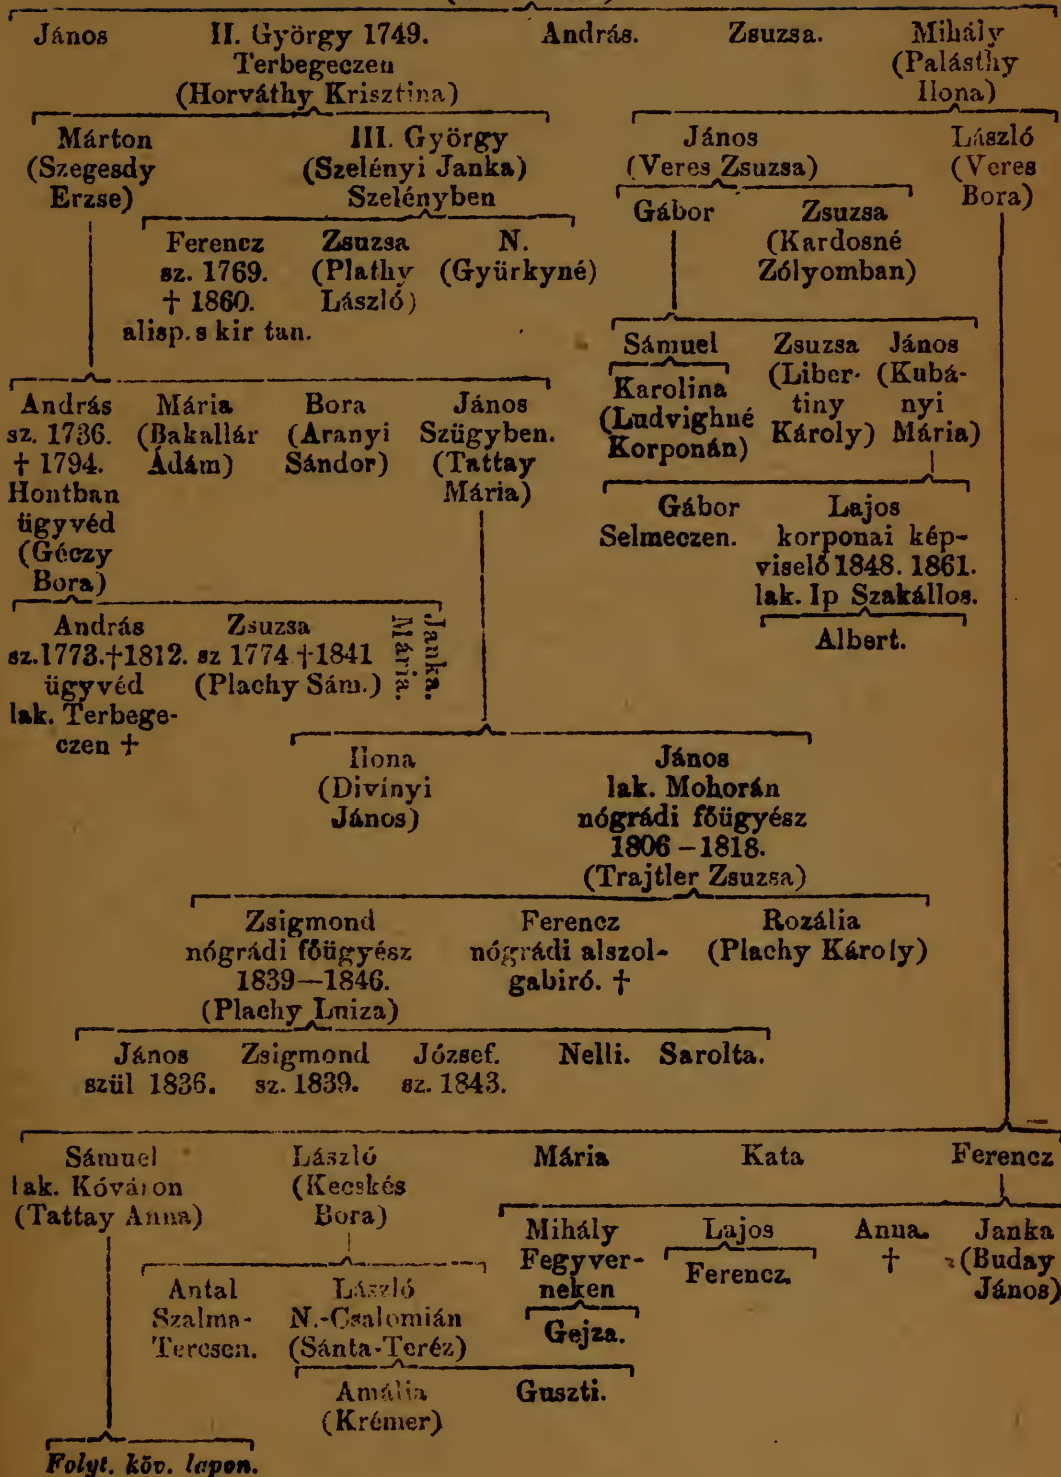 János
II. György 1749.
Terbegeczen
(Horváthy Krisztina)
András.
Zsuzsa.
Mihály
(Palásthy
Ilona)
Márton
(Szegesdy
Erzse)
III. György
(Szelényi Janka)
Szelényben
János
(Veres Zsuzsa)
László
(Veres
Bora)
Ferencz
sz. 1769.
† 1860.
alisp. s kir tan.
Zsuzsa
(Plathy
László)
N.
(Gyürkyné)
Gábor
Zsuzsa
(Kardosné
Zólyomban)
Sámuel
Karolina
(Ludvighné
Korponán)
Zsuzsa
(Liber-
tiny
Károly)
János
(Kubá-
nyi
Mária)
András
sz. 1736.
† 1794.
Hontban
ügyvéd
(Géczy
Bora)
Mária
(Bakallár
Ádám)
Bora
(Aranyi
Sándor)
János
Szügyben.
(Tattay
Mária)
Gábor
Selmeczen.
Lajos
korponai kép-
viselő 1848. 1861.
lak. Ip Szakállos.
Albert.
András
sz.1773.†1812.
ügyvéd
lak. Terbege-
czen †
Zsuzsa
sz 1774 †1841
(Plachy Sám.)
Mária.
Janka.
Ilona
(Divínyi
János)
János
lak. Mohorán
nógrádi főügyész
1806–1818.
(Trajtler Zsuzsa)
Zsigmond
nógrádi főügyész
1839—1846.
(Plachy Luiza)
Ferencz
nógrádi alszol-
gabiró. †
Rozália
(Plachy Károly)
János
szül 1836.
Zsigmond
sz. 1839.
József.
sz. 1843.
Nelli.
Sarolta.
Sámuel
lak. Kóváron
(Tattay Anna)
László
(Kecskés
Bora)
Mária
Kata
Ferencz
Mihály
Fegyver-
neken
Gejza.
Lajos
Ferencz.
Anna.
†
Janka
(Buday
János)
Antal
Szalma-
Tercsen.
László
N.-Csalomián
(Sánta-Teréz)
Amália
(Krémer)
Guszti.
Folyt. köv. lapon.